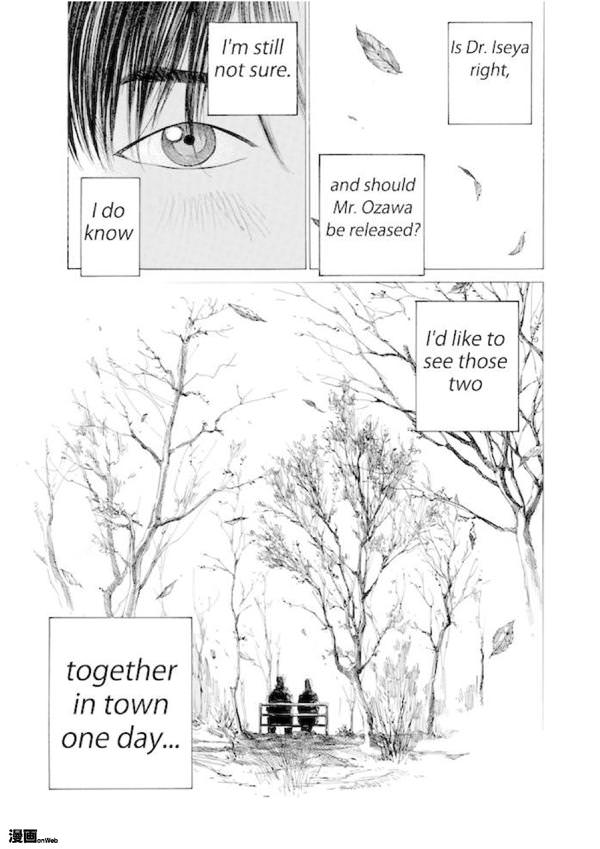 Is Dr. Iseya
right,
and should
Mr. Ozawa
be released?
I'm still
not sure.
I do
know
I'd like to
see those
two
together
in town
one day...
漫画onWeb